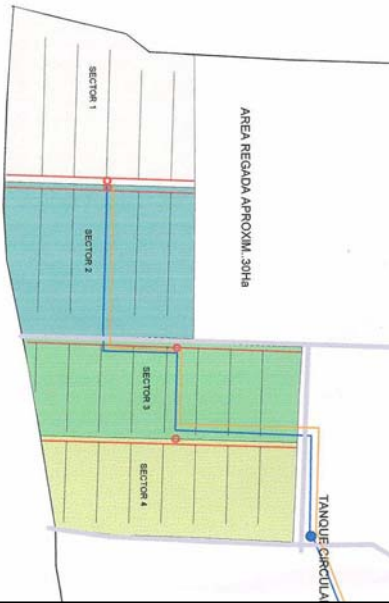 AREA REGADA APROXIM..30Ha
SECTOR 1
SECTOR 2
SECTOR 3
SECTOR 4
TANQUE CIRCULA